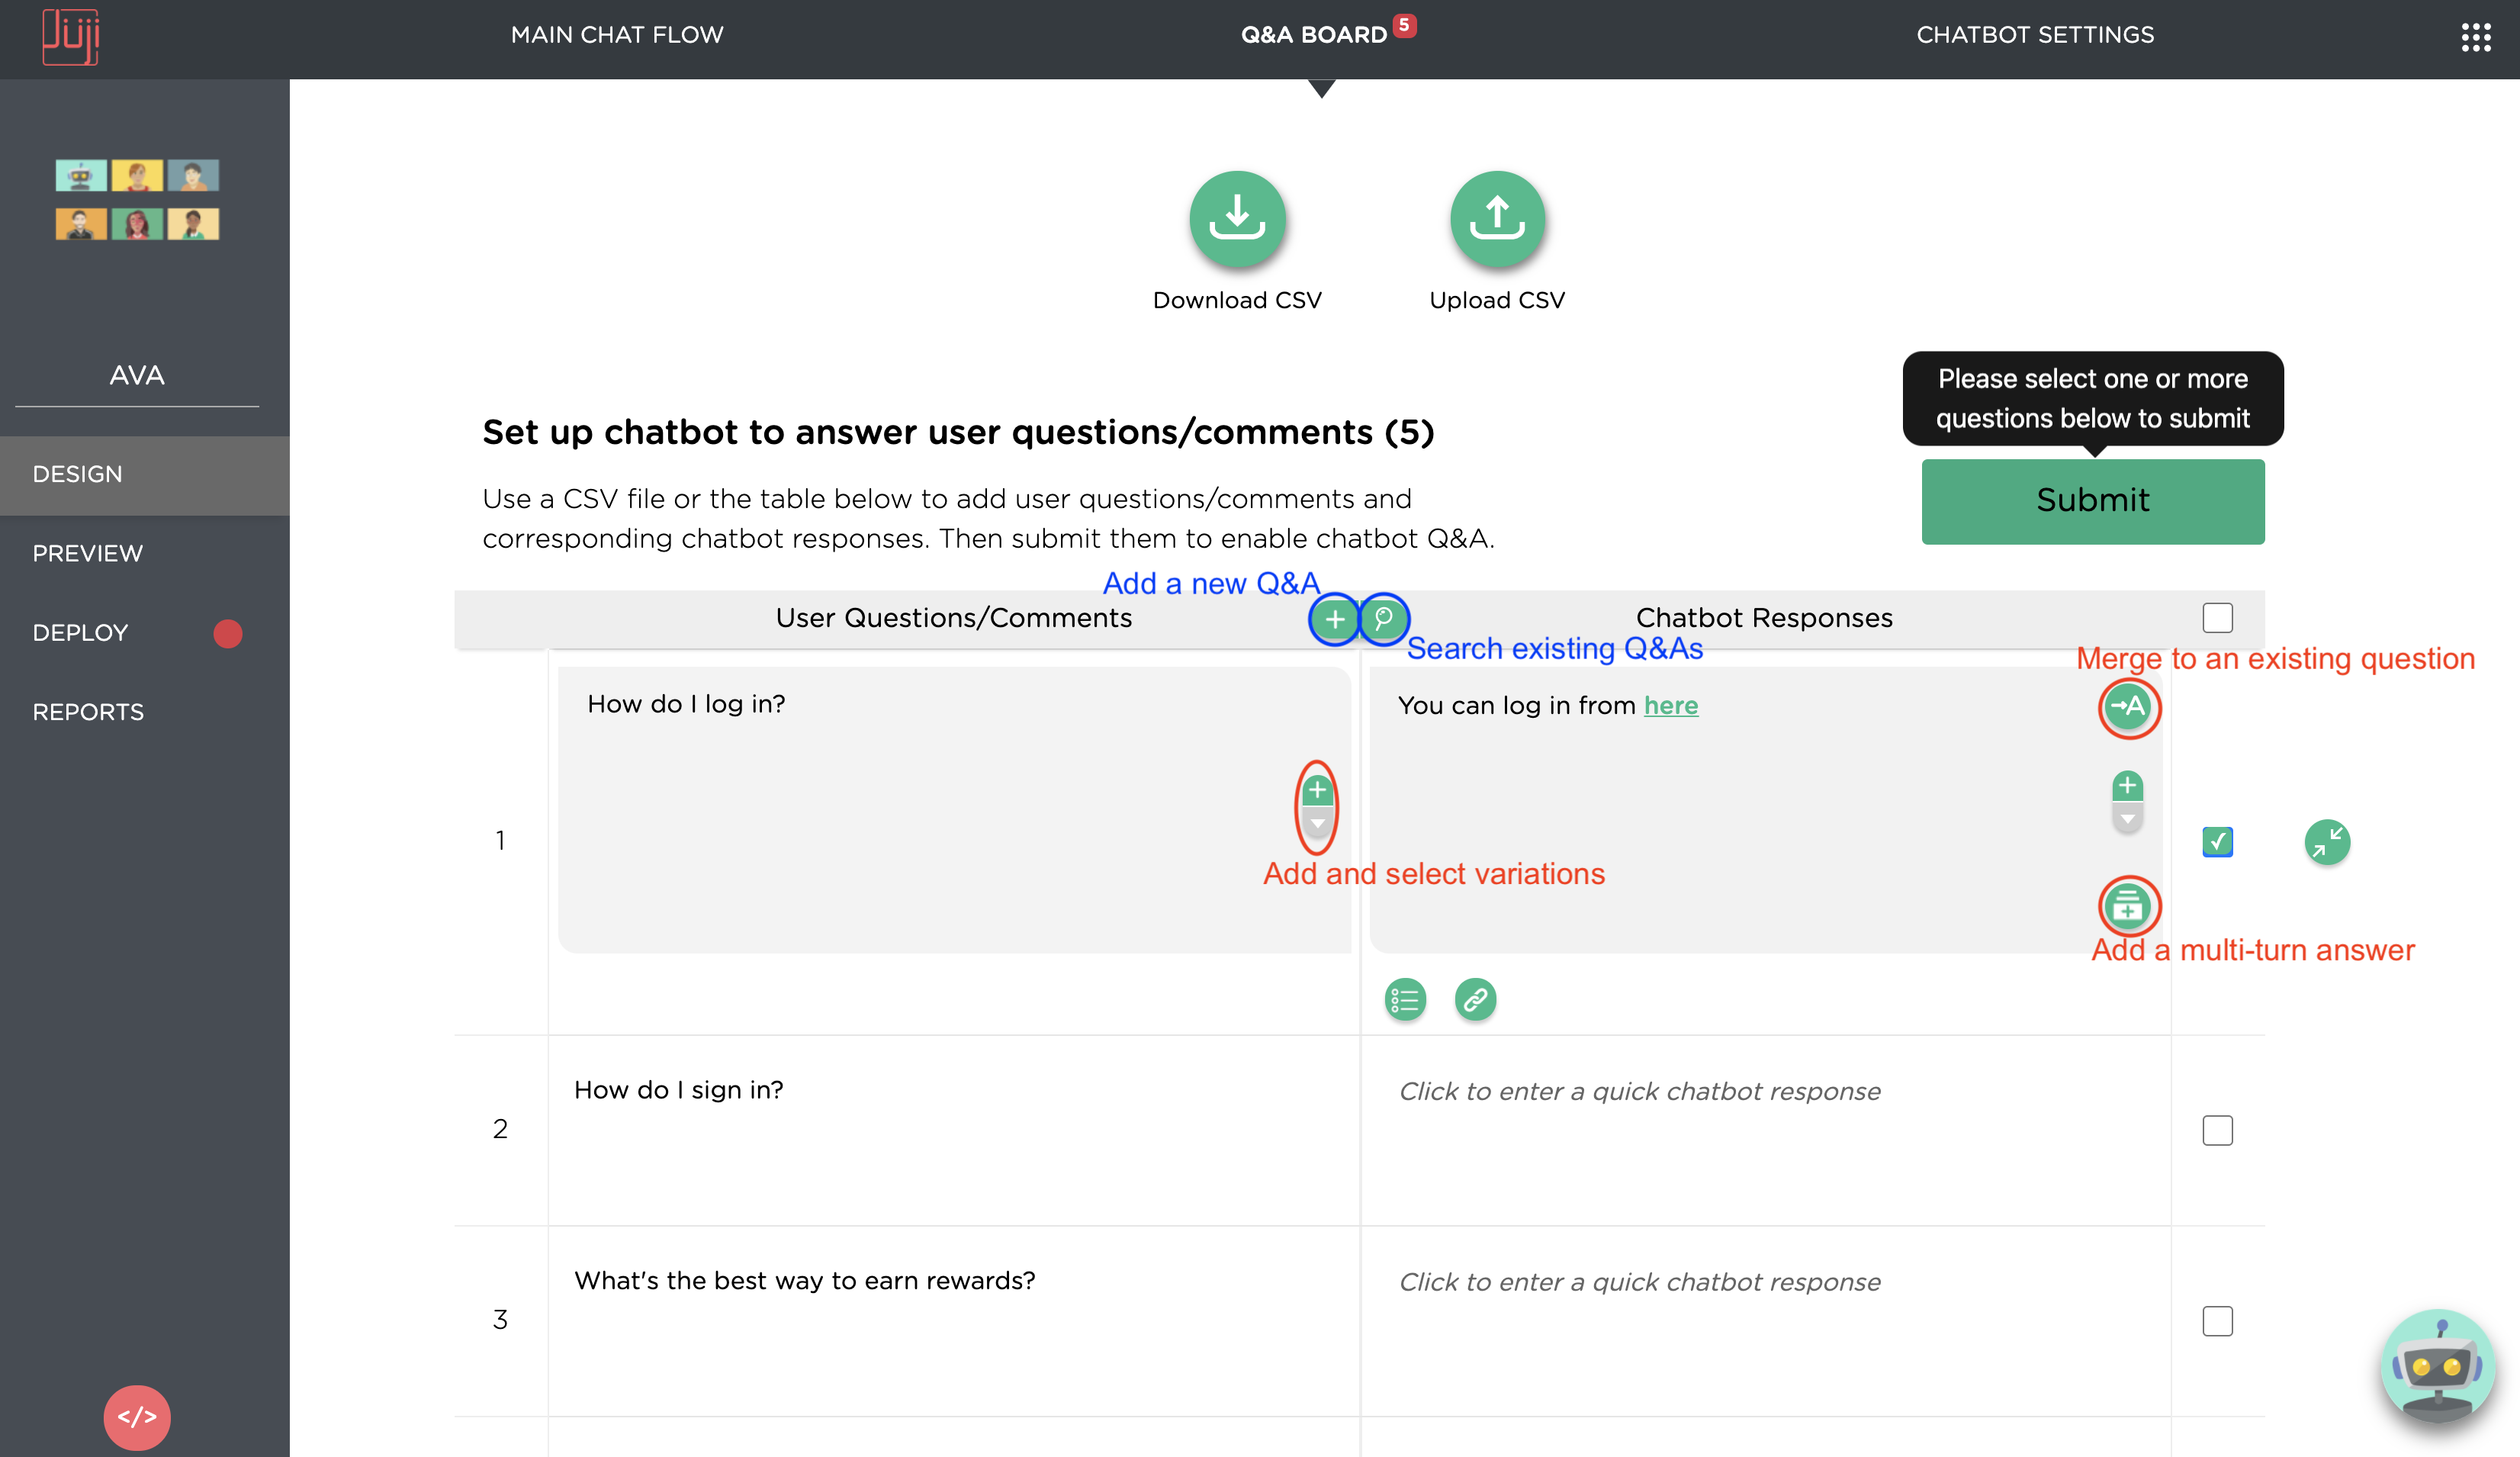 Juji
MAIN CHAT FLOW
Q&A BOARD 5
CHATBOT SETTINGS
AVA
DESIGN
PREVIEW
DEPLOY
REPORTS
</>
Download CSV
Upload CSV
Please select one or more
questions below to submit
Set up chatbot to answer user questions/comments (5)
Submit
Use a CSV file or the table below to add user questions/comments and
corresponding chatbot responses. Then submit them to enable chatbot Q&A.
Add a new Q&A
User Questions/Comments
Chatbot Responses
Search existing Q&As
Merge to an existing question
1
How do I log in?
You can log in from here
→A
Add and select variations
Add a multi-turn answer
2
How do I sign in?
Click to enter a quick chatbot response
3
What's the best way to earn rewards?
Click to enter a quick chatbot response